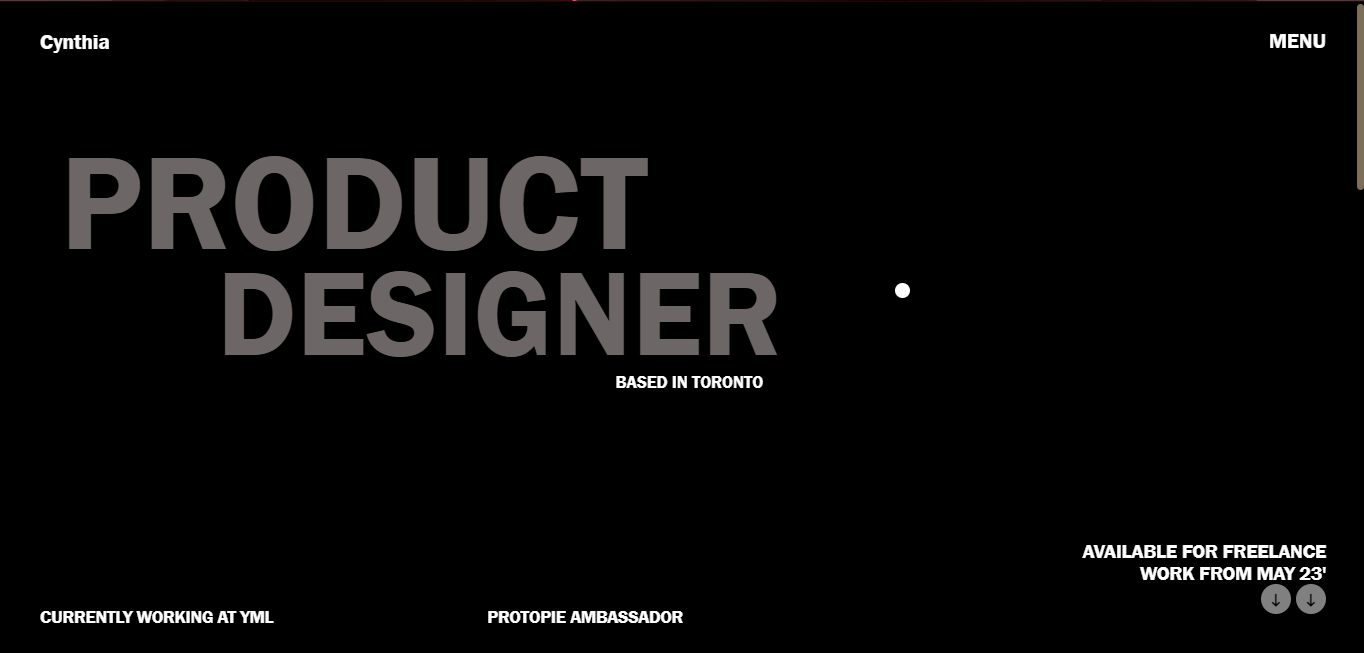 Cynthia
MENU
PRODUCT
DESIGNER
BASED IN TORONTO
AVAILABLE FOR FREELANCE
WORK FROM MAY 23'
↓ ↓
CURRENTLY WORKING AT YML
PROTOPIE AMBASSADOR